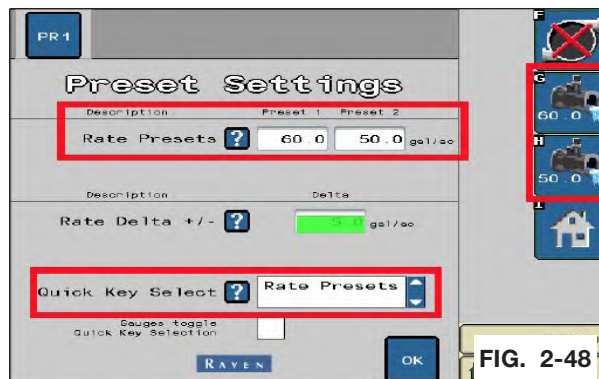 PR1
Preset Settings
Description Preset 1 Preset 2
Rate Presets ? 60.0 50.0 gal/ac
Description Delta
Rate Delta +/- ? 5.0 gal/ac
Quick Key Select ? Rate Presets
Gauges toggle
Quick Key Selection
RAVEN
OK
F
G
60.0
H
50.0
I
FIG. 2-48